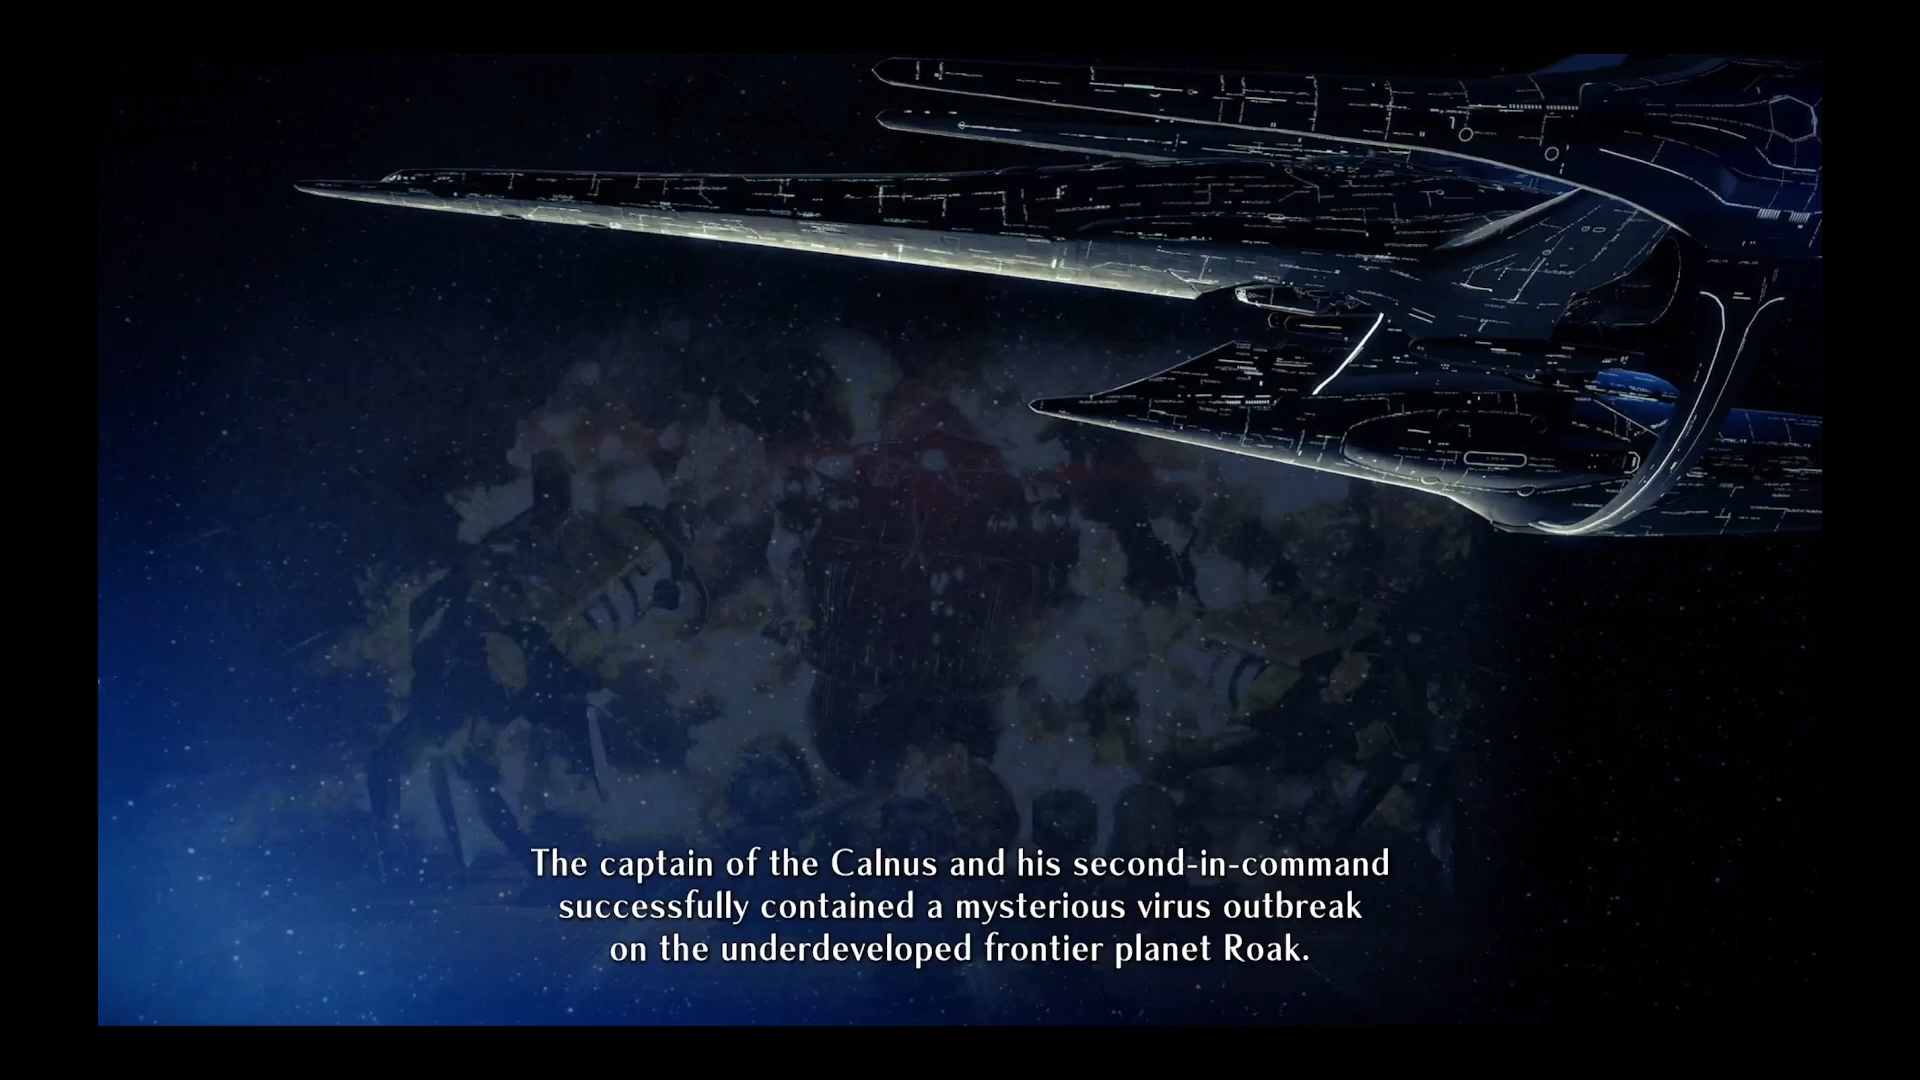 The captain of the Calnus and his second-in-command
successfully contained a mysterious virus outbreak
on the underdeveloped frontier planet Roak.